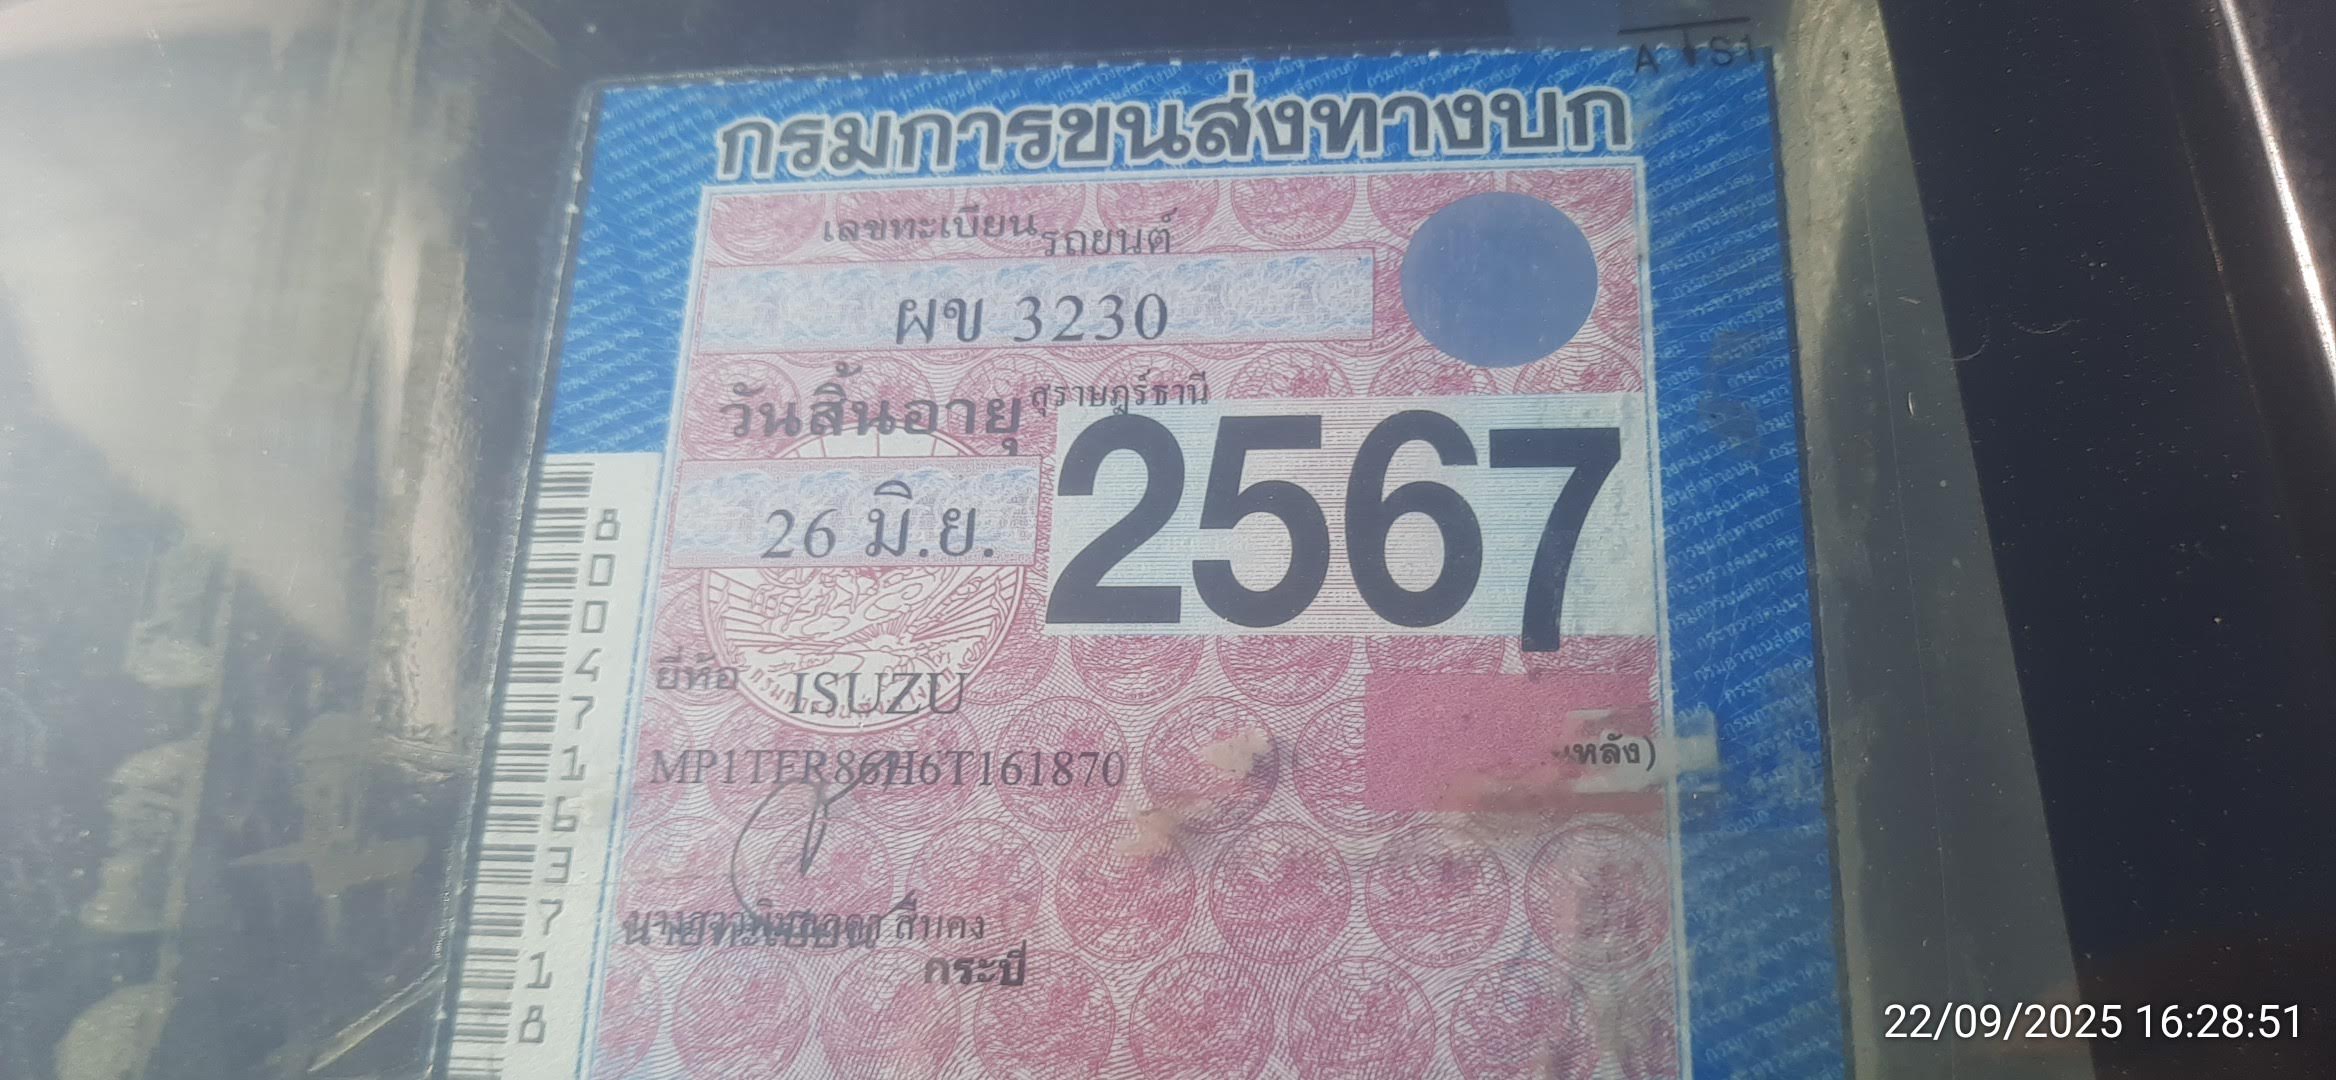 กรมการขนส่งทางบก
เลขทะเบียนรถยนต์
ผข 3230
สุราษฎร์ธานี
วันสิ้นอายุ
26 มิ.ย. 2567
ยี่ห้อ ISUZU
MP1TFR86H6T161870
หลัง)
นายทะเบียน
กระบี่
8004716371 8
22/09/2025 16:28:51